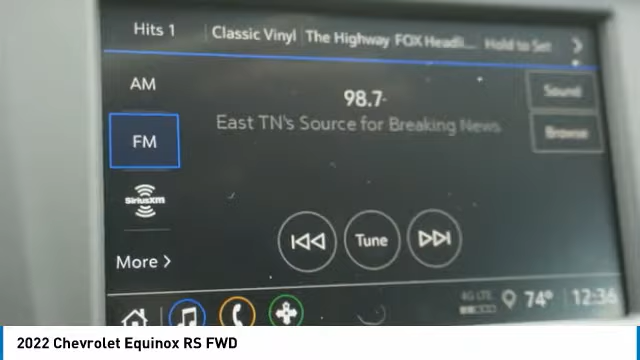 Hits 1 Classic Vinyl The Highway FOX Headli... Hold to Set
AM
98.7
Sound
East TN's Source for Breaking News
FM
Browse
SiriusXM
Tune
More
4G LTE 74° 12:36
2022 Chevrolet Equinox RS FWD